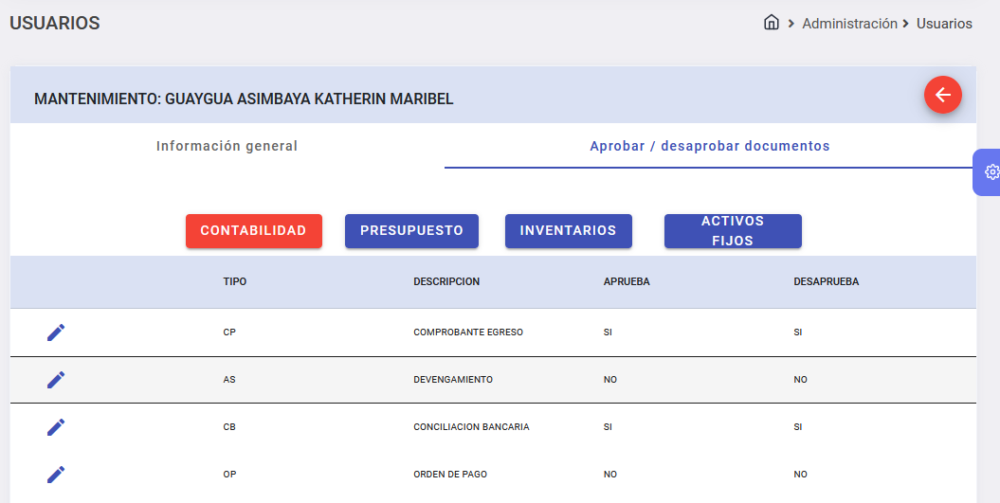 USUARIOS
Administración Usuarios
MANTENIMIENTO: GUAYGUA ASIMBAYA KATHERIN MARIBEL
Información general Aprobar / desaprobar documentos
CONTABILIDAD PRESUPUESTO INVENTARIOS ACTIVOS FIJOS
TIPO DESCRIPCION APRUEBA DESAPRUEBA
CP COMPROBANTE EGRESO SI SI
AS DEVENGAMIENTO NO NO
CB CONCILIACION BANCARIA SI SI
OP ORDEN DE PAGO NO NO